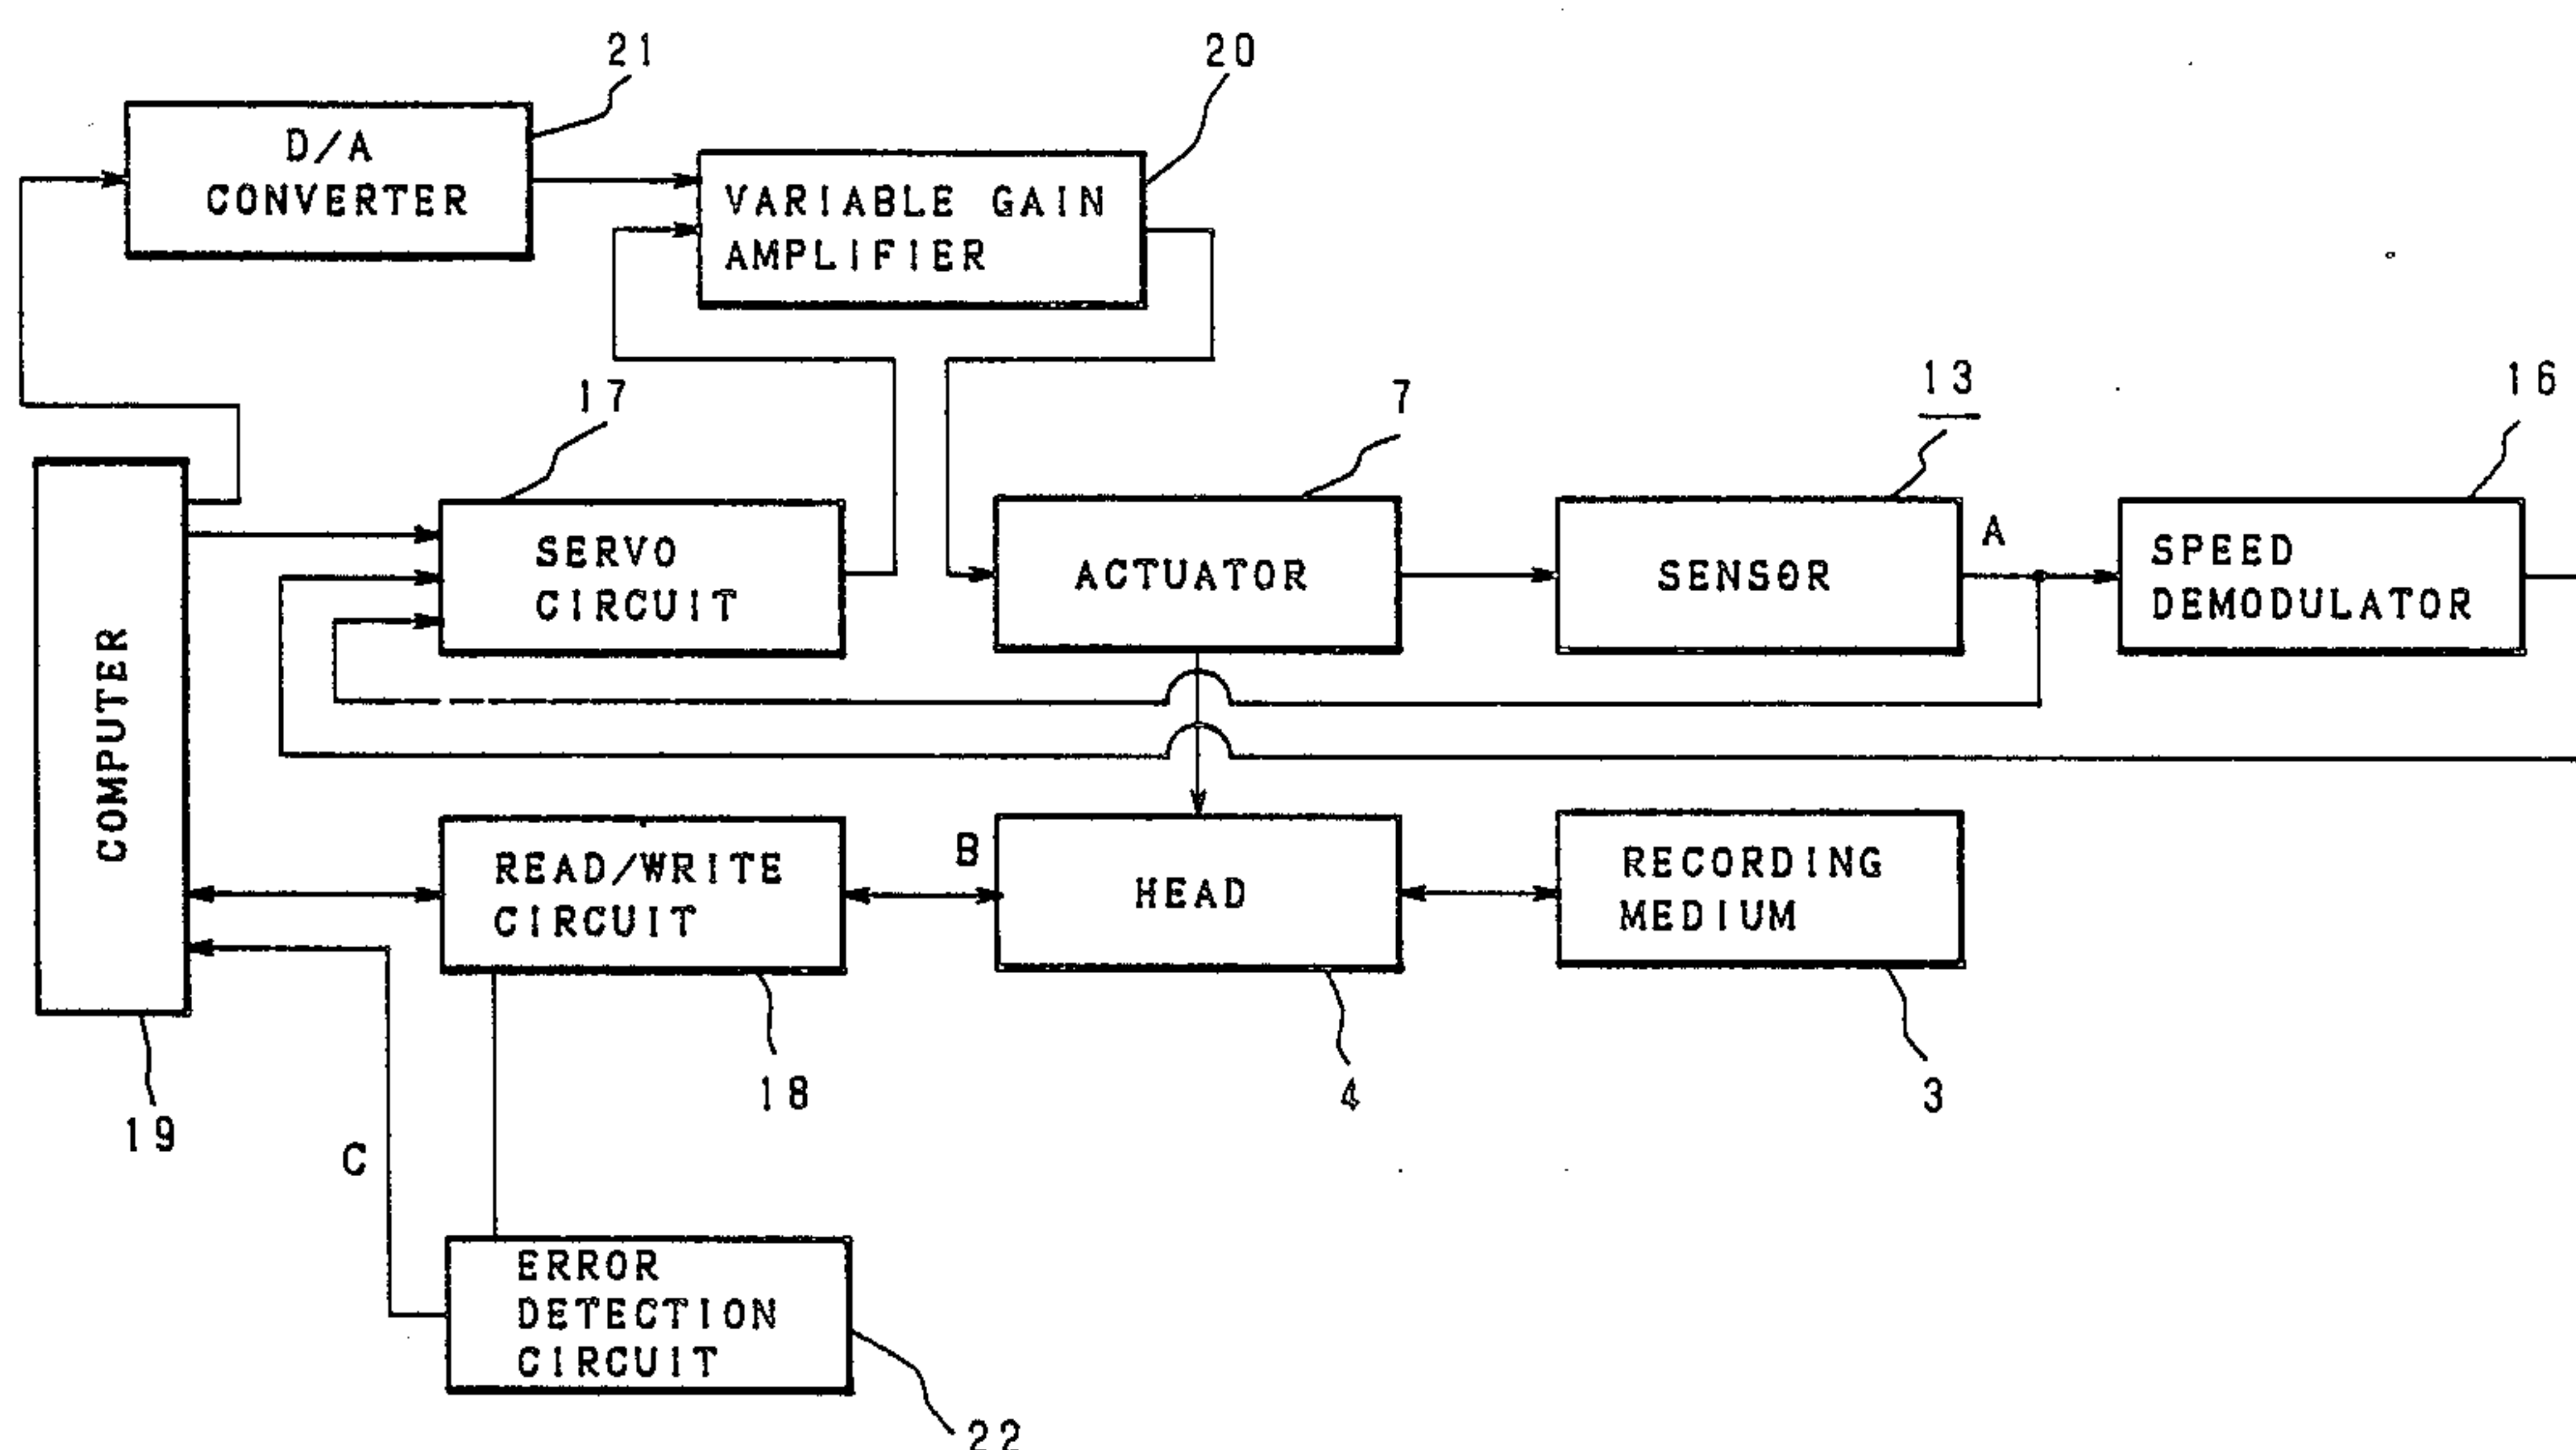 21
20
D/A
CONVERTER
VARIABLE GAIN
AMPLIFIER
17
7
13
16
SERVO
CIRCUIT
ACTUATOR
SENSOR
A
SPEED
DEMODULATOR
COMPUTER
READ/WRITE
CIRCUIT
B
HEAD
RECORDING
MEDIUM
19
18
4
3
C
ERROR
DETECTION
CIRCUIT
22